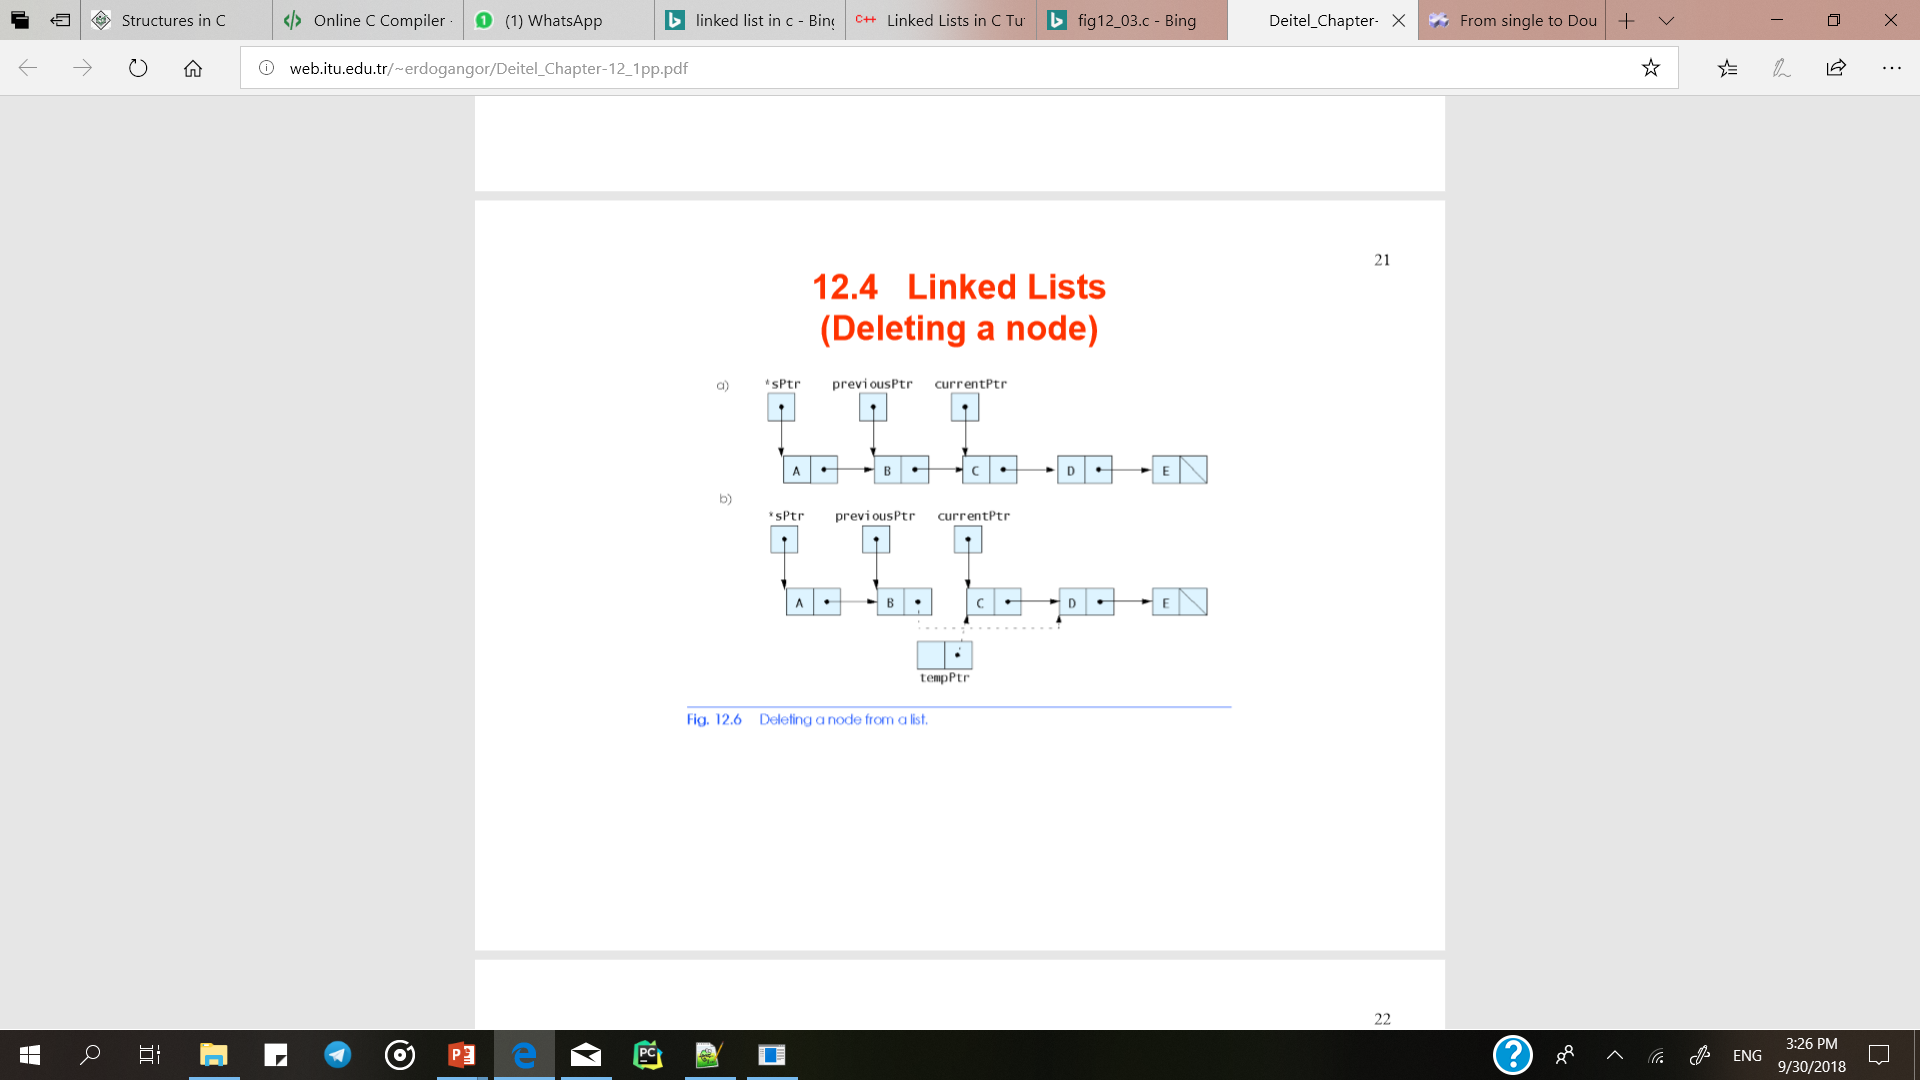 Structures in C
Online C Compiler
(1) WhatsApp
linked list in c - Bing
C++ Linked Lists in C Tu
fig12_03.c - Bing
Deitel_Chapter-
From single to Dou
web.itu.edu.tr/~erdogangor/Deitel_Chapter-12_1pp.pdf
21
12.4 Linked Lists
(Deleting a node)
a) *sPtr previousPtr currentPtr
A B C D E
b)
*sPtr previousPtr currentPtr
A B C D E
tempPtr
Fig. 12.6 Deleting a node from a list.
22
ENG
3:26 PM
9/30/2018